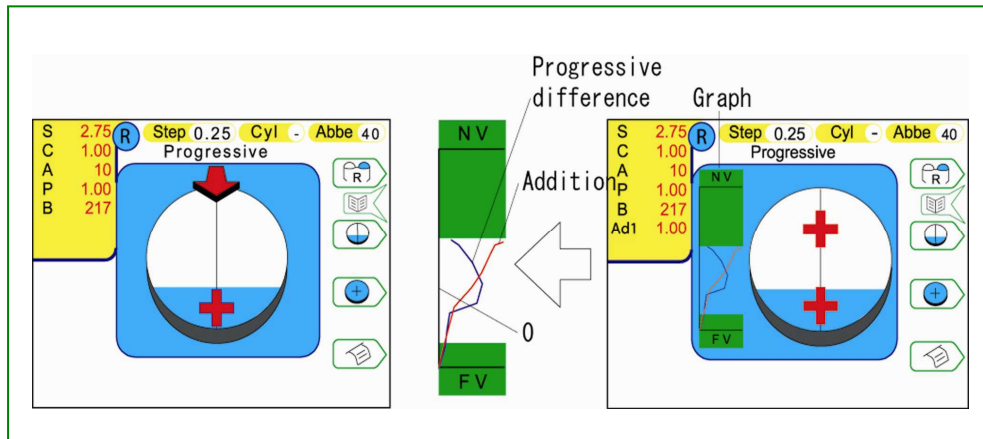 S 2.75
C 1.00
A 10
P 1.00
B 217
R
Step 0.25 Cyl - Abbe 40
Progressive
R
Progressive
difference
Addition
NV
0
FV
Graph
S 2.75
C 1.00
A 10
P 1.00
B 217
Ad1 1.00
R
Step 0.25 Cyl - Abbe 40
Progressive
NV
FV
R